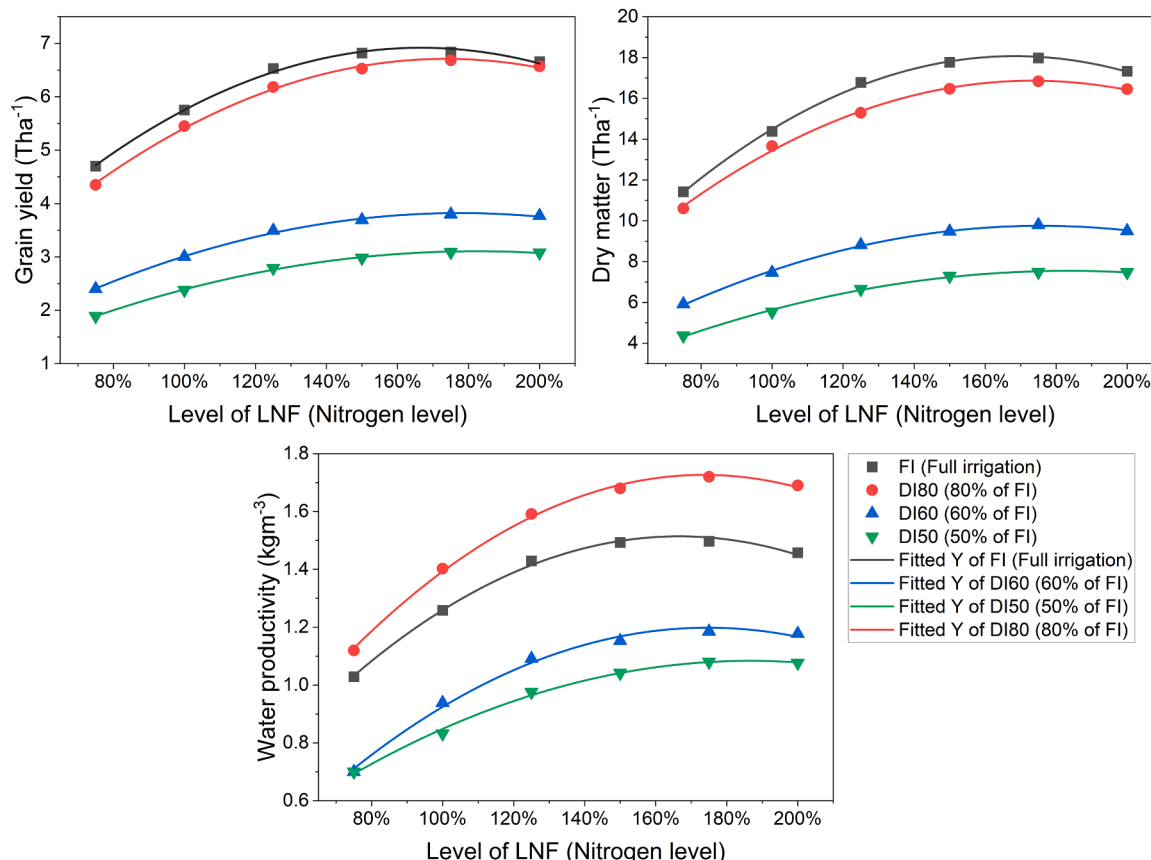 Grain yield (Tha⁻¹)
7
6
5
4
3
2
1
80% 100% 120% 140% 160% 180% 200%
Level of LNF (Nitrogen level)
Dry matter (Tha⁻¹)
20
18
16
14
12
10
8
6
4
80% 100% 120% 140% 160% 180% 200%
Level of LNF (Nitrogen level)
Water productivity (kgm⁻³)
1.8
1.6
1.4
1.2
1.0
0.8
0.6
80% 100% 120% 140% 160% 180% 200%
Level of LNF (Nitrogen level)
FI (Full irrigation)
DI80 (80% of FI)
DI60 (60% of FI)
DI50 (50% of FI)
Fitted Y of FI (Full irrigation)
Fitted Y of DI60 (60% of FI)
Fitted Y of DI50 (50% of FI)
Fitted Y of DI80 (80% of FI)